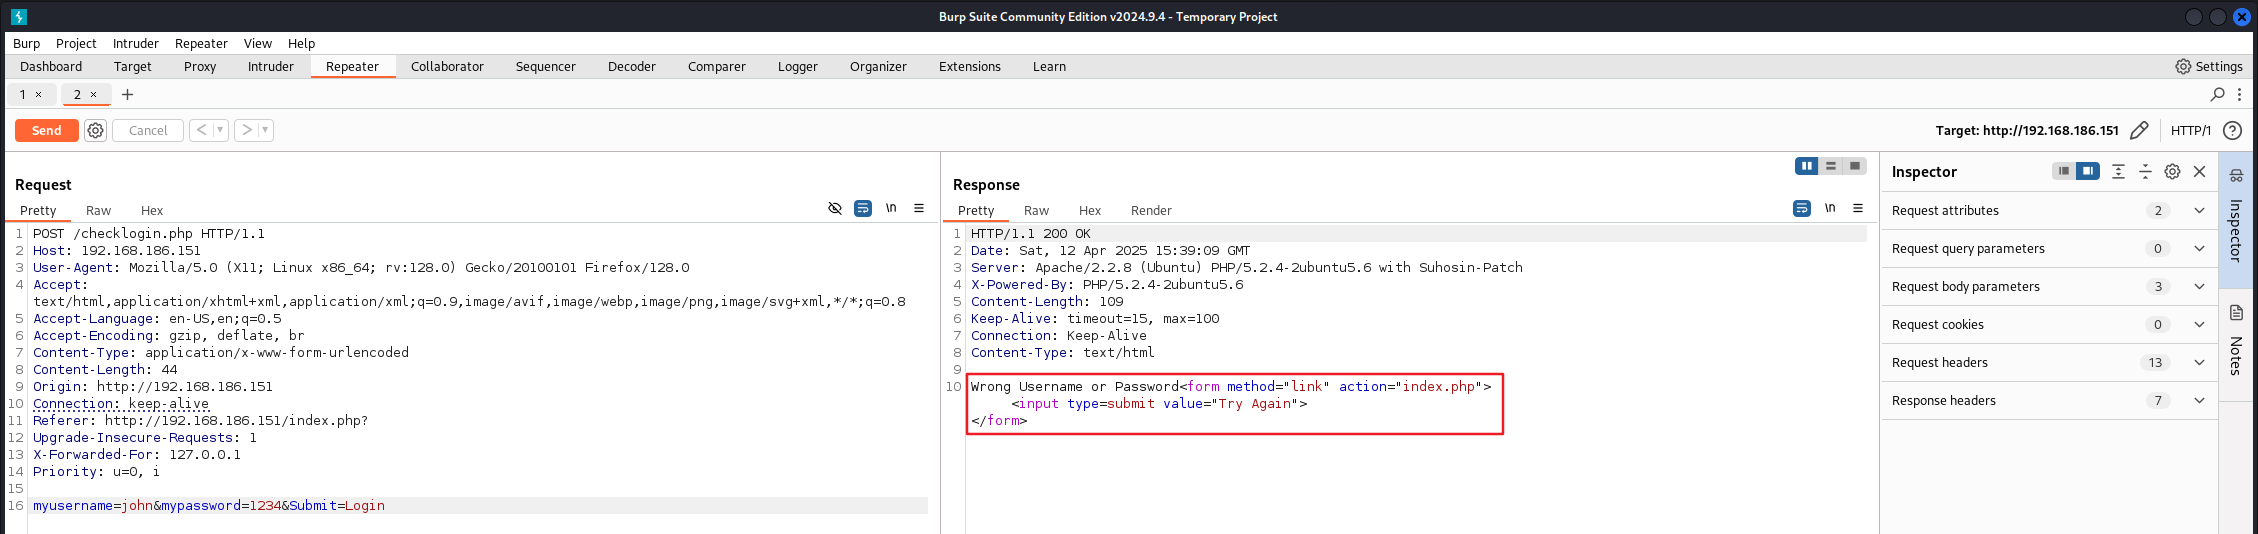 Burp Suite Community Edition v2024.9.4 - Temporary Project
Burp Project Intruder Repeater View Help
Dashboard Target Proxy Intruder Repeater Collaborator Sequencer Decoder Comparer Logger Organizer Extensions Learn Settings
1 × 2 × +
Send Cancel < > Target: http://192.168.186.151 HTTP/1 ?
Request
Pretty Raw Hex \n
1 POST /checklogin.php HTTP/1.1
2 Host: 192.168.186.151
3 User-Agent: Mozilla/5.0 (X11; Linux x86_64; rv:128.0) Gecko/20100101 Firefox/128.0
4 Accept:
text/html,application/xhtml+xml,application/xml;q=0.9,image/avif,image/webp,image/png,image/svg+xml,*/*;q=0.8
5 Accept-Language: en-US,en;q=0.5
6 Accept-Encoding: gzip, deflate, br
7 Content-Type: application/x-www-form-urlencoded
8 Content-Length: 44
9 Origin: http://192.168.186.151
10 Connection: keep-alive
11 Referer: http://192.168.186.151/index.php?
12 Upgrade-Insecure-Requests: 1
13 X-Forwarded-For: 127.0.0.1
14 Priority: u=0, i
15
16 myusername=john&mypassword=1234&Submit=Login
Response
Pretty Raw Hex Render \n
1 HTTP/1.1 200 OK
2 Date: Sat, 12 Apr 2025 15:39:09 GMT
3 Server: Apache/2.2.8 (Ubuntu) PHP/5.2.4-2ubuntu5.6 with Suhosin-Patch
4 X-Powered-By: PHP/5.2.4-2ubuntu5.6
5 Content-Length: 109
6 Keep-Alive: timeout=15, max=100
7 Connection: Keep-Alive
8 Content-Type: text/html
9
10 Wrong Username or Password<form method="link" action="index.php">
<input type=submit value="Try Again">
</form>
Inspector
Request attributes 2
Request query parameters 0
Request body parameters 3
Request cookies 0
Request headers 13
Response headers 7
Inspector
Notes